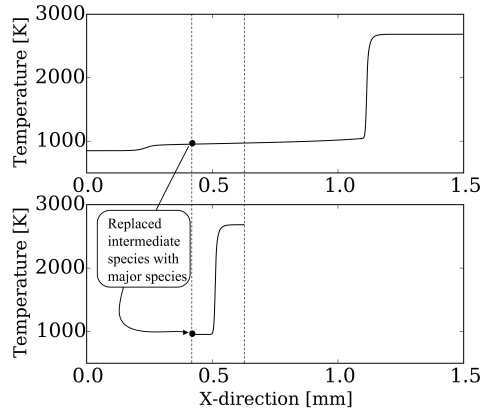 3000
2000
1000
Temperature [K]
0.0 0.5 1.0 1.5
3000
2000
1000
Temperature [K]
Replaced
intermediate
species with
major species
0.0 0.5 1.0 1.5
X-direction [mm]